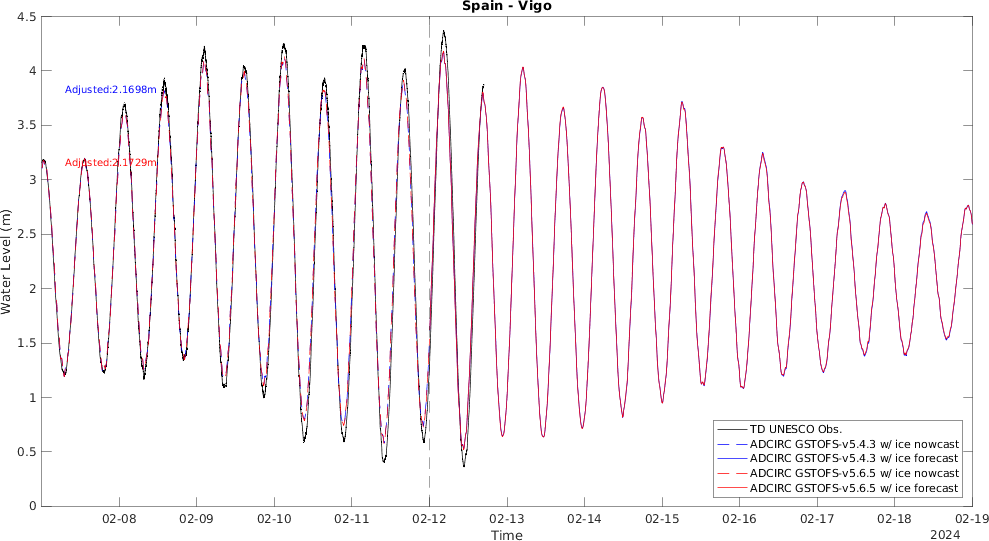 Spain - Vigo
4.5
4
3.5
3
2.5
2
1.5
1
0.5
0
Water Level (m)
Adjusted:2.1698m
Adjusted:2.1729m
02-08
02-09
02-10
02-11
02-12
02-13
02-14
02-15
02-16
02-17
02-18
02-19
Time
2024
TD UNESCO Obs.
ADCIRC GSTOFS-v5.4.3 w/ ice nowcast
ADCIRC GSTOFS-v5.4.3 w/ ice forecast
ADCIRC GSTOFS-v5.6.5 w/ ice nowcast
ADCIRC GSTOFS-v5.6.5 w/ ice forecast